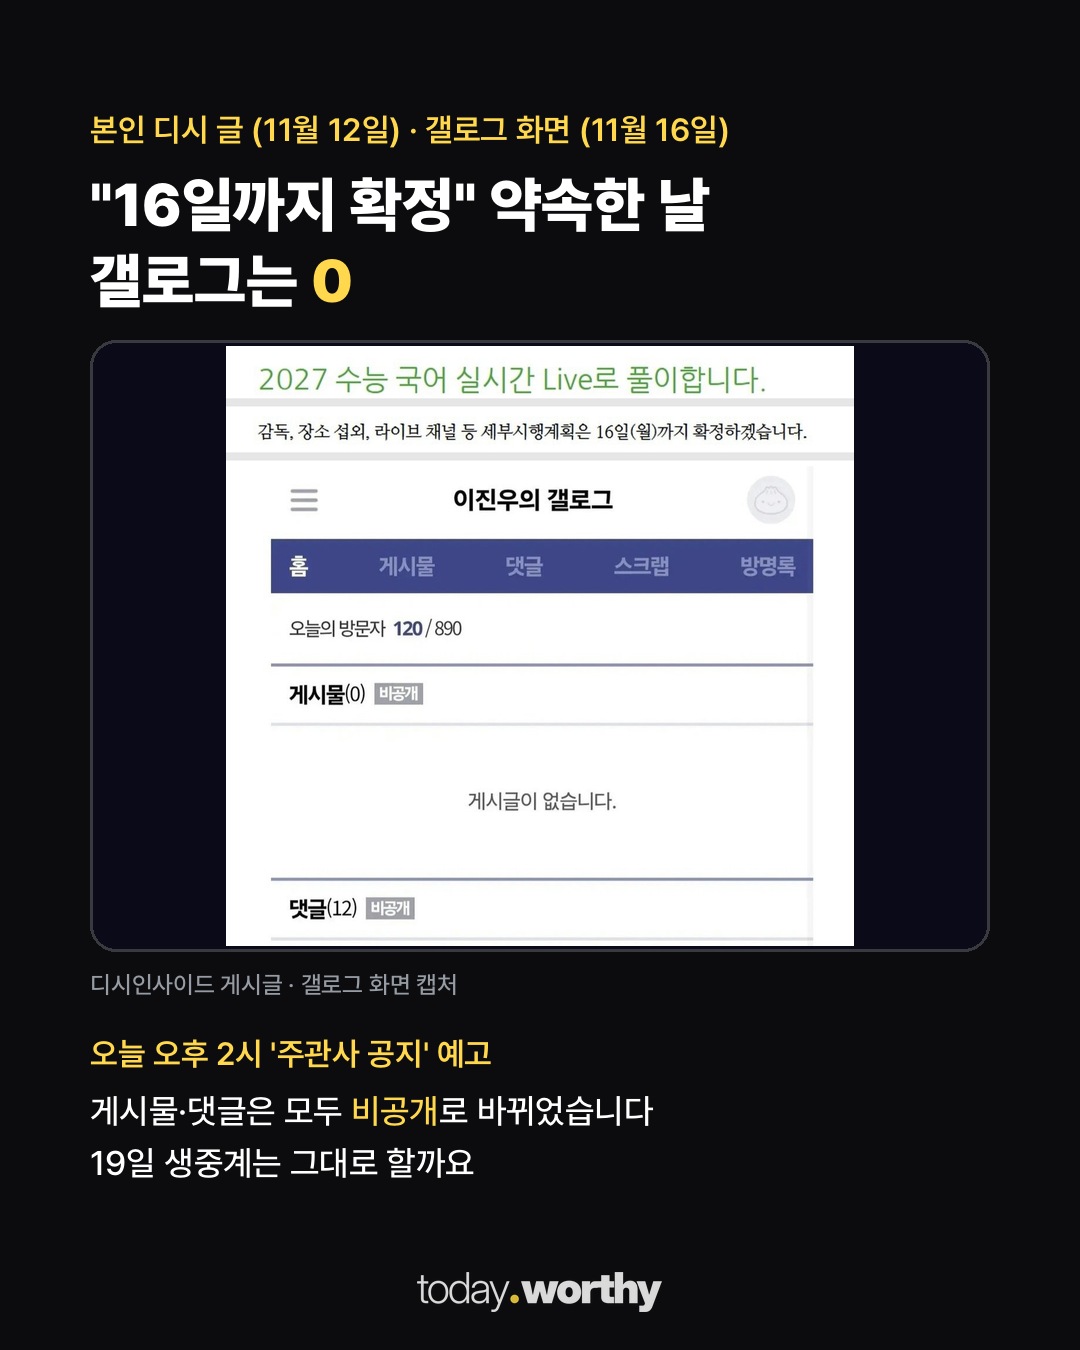 본인 디시 글 (11월 12일) · 갤로그 화면 (11월 16일)
"16일까지 확정" 약속한 날
갤로그는 0
2027 수능 국어 실시간 Live로 풀이합니다.
감독, 장소 섭외, 라이브 채널 등 세부시행계획은 16일(월)까지 확정하겠습니다.
이진우의 갤로그
홈 게시물 댓글 스크랩 방명록
오늘의 방문자 120 / 890
게시물(0) 비공개
게시글이 없습니다.
댓글(12) 비공개
디시인사이드 게시글 · 갤로그 화면 캡처
오늘 오후 2시 '주관사 공지' 예고
게시물·댓글은 모두 비공개로 바뀌었습니다
19일 생중계는 그대로 할까요
today.worthy